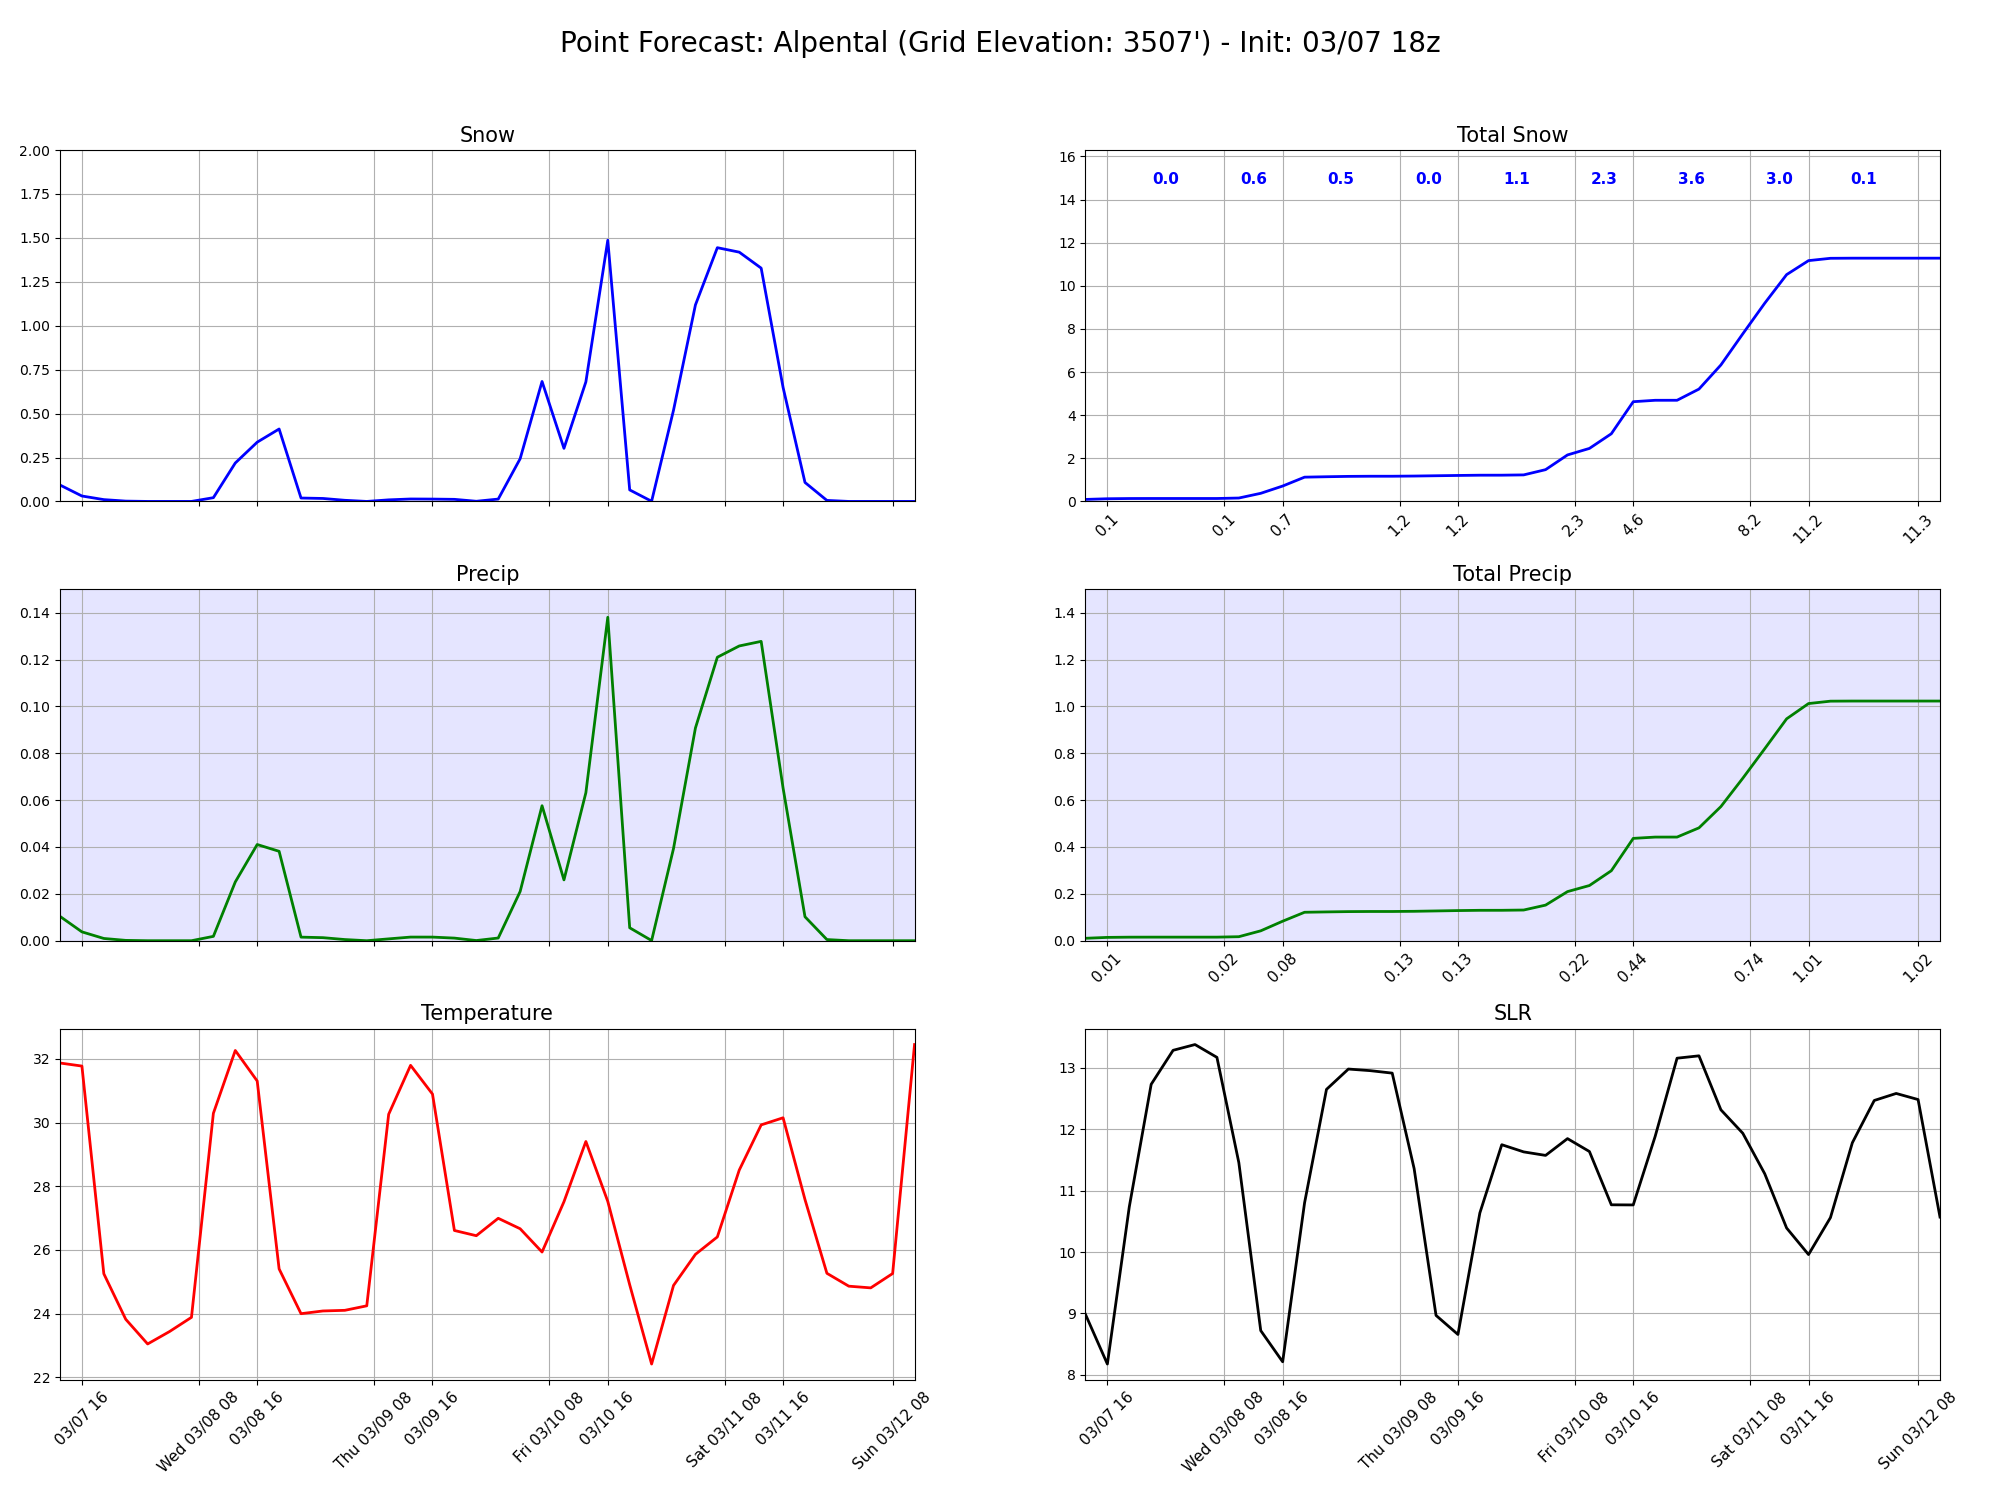 Point Forecast: Alpental (Grid Elevation: 3507') - Init: 03/07 18z
Snow
2.00
1.75
1.50
1.25
1.00
0.75
0.50
0.25
0.00
Total Snow
16
14
12
10
8
6
4
2
0
0.0 0.6 0.5 0.0 1.1 2.3 3.6 3.0 0.1
0.1 0.1 0.7 1.2 1.2 2.3 4.6 8.2 11.2 11.3
Precip
0.14
0.12
0.10
0.08
0.06
0.04
0.02
0.00
Total Precip
1.4
1.2
1.0
0.8
0.6
0.4
0.2
0.0
0.01 0.02 0.08 0.13 0.13 0.22 0.44 0.74 1.01 1.02
Temperature
32
30
28
26
24
22
03/07 16
Wed 03/08 08
03/08 16
Thu 03/09 08
03/09 16
Fri 03/10 08
03/10 16
Sat 03/11 08
03/11 16
Sun 03/12 08
SLR
13
12
11
10
9
8
03/07 16
Wed 03/08 08
03/08 16
Thu 03/09 08
03/09 16
Fri 03/10 08
03/10 16
Sat 03/11 08
03/11 16
Sun 03/12 08